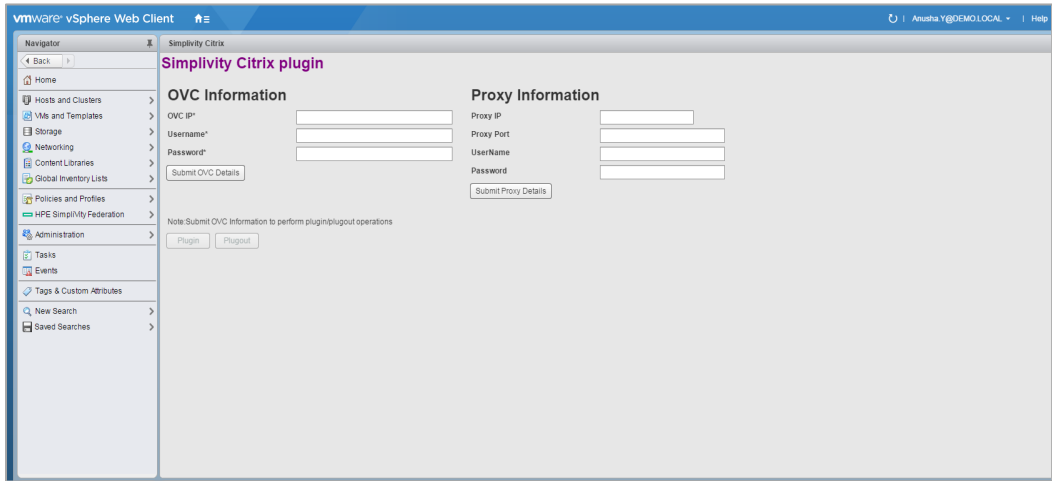 vmware® vSphere Web Client
Anusha.Y@DEMO.LOCAL | Help
Navigator
Back
Home
Hosts and Clusters
VMs and Templates
Storage
Networking
Content Libraries
Global Inventory Lists
Policies and Profiles
HPE SimpliVity Federation
Administration
Tasks
Events
Tags & Custom Attributes
New Search
Saved Searches
Simplivity Citrix
Simplivity Citrix plugin
OVC Information
OVC IP*
Username*
Password*
Submit OVC Details
Proxy Information
Proxy IP
Proxy Port
UserName
Password
Submit Proxy Details
Note:Submit OVC Information to perform plugin/plugout operations
Plugin Plugout